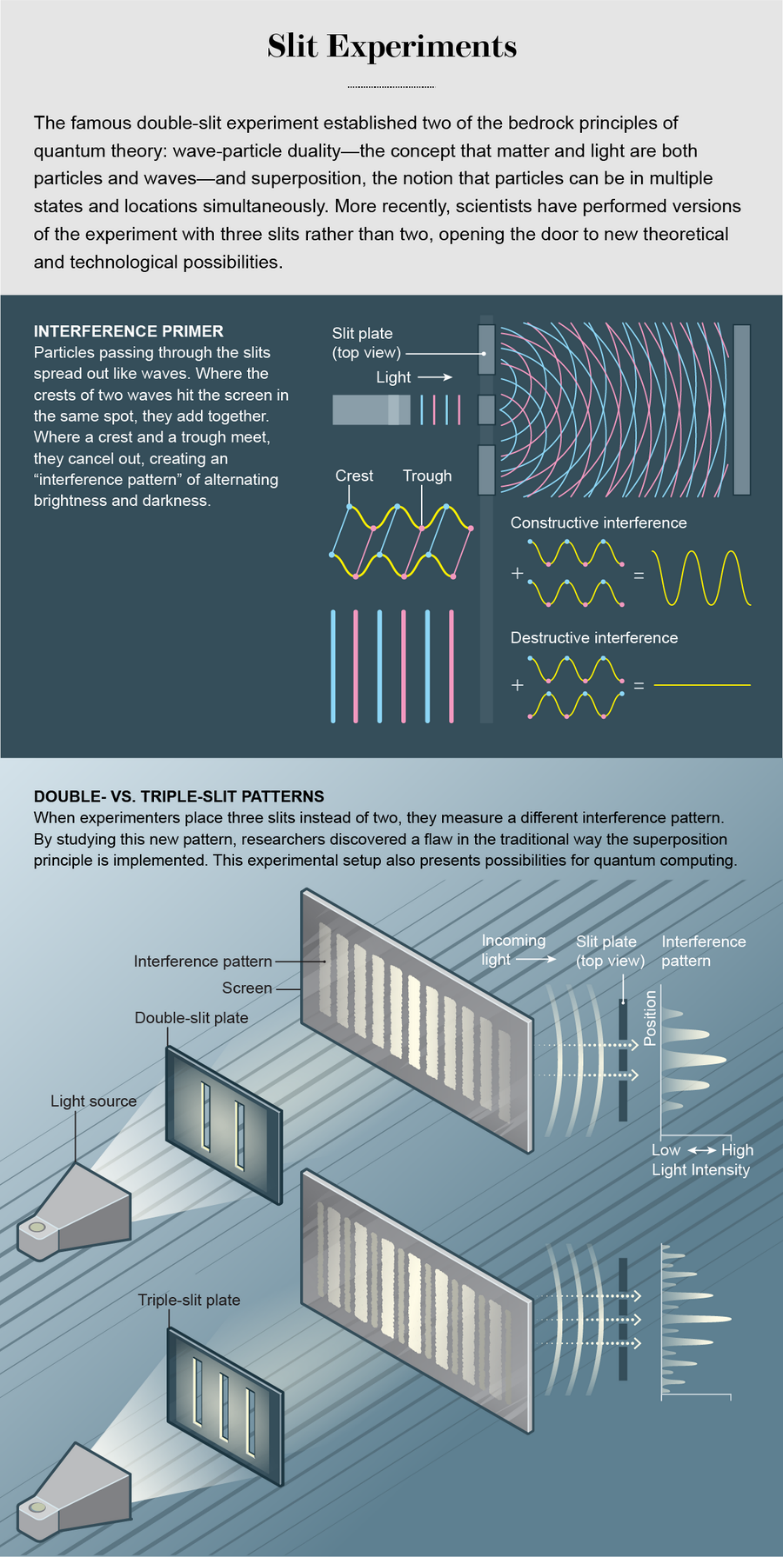 Slit Experiments
The famous double-slit experiment established two of the bedrock principles of
quantum theory: wave-particle duality—the concept that matter and light are both
particles and waves—and superposition, the notion that particles can be in multiple
states and locations simultaneously. More recently, scientists have performed versions
of the experiment with three slits rather than two, opening the door to new theoretical
and technological possibilities.
INTERFERENCE PRIMER
Particles passing through the slits
spread out like waves. Where the
crests of two waves hit the screen in
the same spot, they add together.
Where a crest and a trough meet,
they cancel out, creating an
“interference pattern” of alternating
brightness and darkness.
Slit plate
(top view)
Light
Crest
Trough
Constructive interference
+
=
Destructive interference
+
=
DOUBLE- VS. TRIPLE-SLIT PATTERNS
When experimenters place three slits instead of two, they measure a different interference pattern.
By studying this new pattern, researchers discovered a flaw in the traditional way the superposition
principle is implemented. This experimental setup also presents possibilities for quantum computing.
Interference pattern
Screen
Double-slit plate
Light source
Incoming
light
Slit plate
(top view)
Interference
pattern
Position
Low
High
Light Intensity
Triple-slit plate